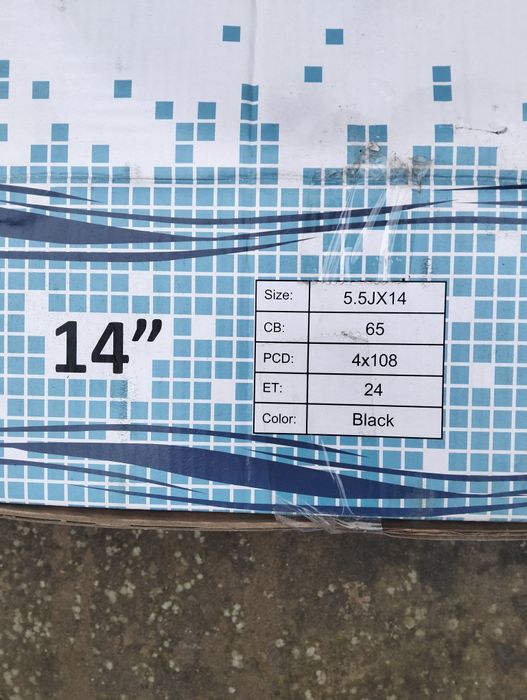 14”
Size: 5.5JX14
CB: 65
PCD: 4x108
ET: 24
Color: Black